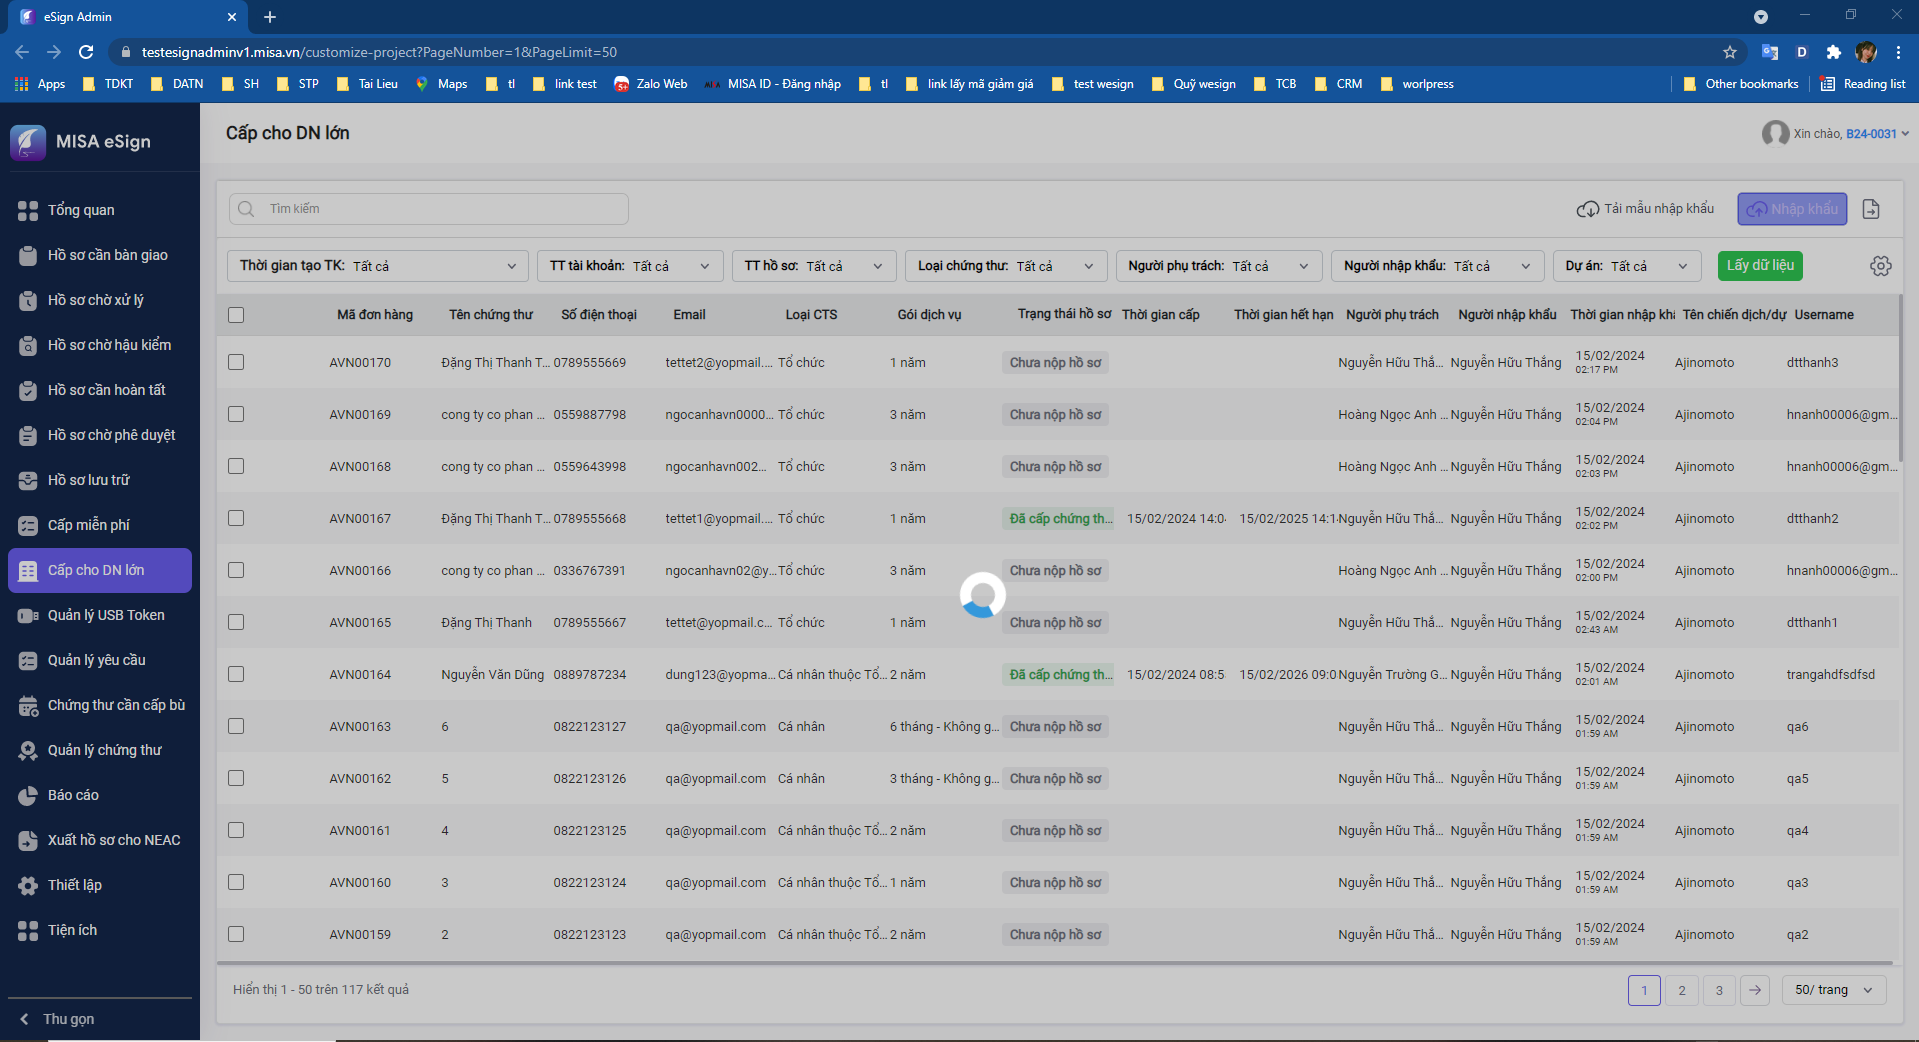 eSign Admin
testesignadminv1.misa.vn/customize-project?PageNumber=1&PageLimit=50
Apps TDKT DATN SH STP Tai Lieu Maps tl link test Zalo Web MISA ID - Đăng nhập tl link lấy mã giảm giá test wesign Quỹ wesign TCB CRM worlpress Other bookmarks Reading list
MISA eSign
Tổng quan
Hồ sơ cần bàn giao
Hồ sơ chờ xử lý
Hồ sơ chờ hậu kiểm
Hồ sơ cần hoàn tất
Hồ sơ chờ phê duyệt
Hồ sơ lưu trữ
Cấp miễn phí
Cấp cho DN lớn
Quản lý USB Token
Quản lý yêu cầu
Chứng thư cần cấp bù
Quản lý chứng thư
Báo cáo
Xuất hồ sơ cho NEAC
Thiết lập
Tiện ích
Thu gọn
Cấp cho DN lớn
Xin chào, B24-0031
Tìm kiếm
Tải mẫu nhập khẩu
Nhập khẩu
Thời gian tạo TK: Tất cả TT tài khoản: Tất cả TT hồ sơ: Tất cả Loại chứng thư: Tất cả Người phụ trách: Tất cả Người nhập khẩu: Tất cả Dự án: Tất cả Lấy dữ liệu
Mã đơn hàng Tên chứng thư Số điện thoại Email Loại CTS Gói dịch vụ Trạng thái hồ sơ Thời gian cấp Thời gian hết hạn Người phụ trách Người nhập khẩu Thời gian nhập khẩ Tên chiến dịch/dự Username
AVN00170 Đặng Thị Thanh T... 0789555669 tettet2@yopmail.... Tổ chức 1 năm Chưa nộp hồ sơ Nguyễn Hữu Thắ... Nguyễn Hữu Thắng 15/02/2024 02:17 PM Ajinomoto dtthanh3
AVN00169 cong ty co phan ... 0559887798 ngocanhavn0000... Tổ chức 3 năm Chưa nộp hồ sơ Hoàng Ngọc Anh ... Nguyễn Hữu Thắng 15/02/2024 02:04 PM Ajinomoto hnanh00006@gm...
AVN00168 cong ty co phan ... 0559643998 ngocanhavn002... Tổ chức 3 năm Chưa nộp hồ sơ Hoàng Ngọc Anh ... Nguyễn Hữu Thắng 15/02/2024 02:03 PM Ajinomoto hnanh00006@gm...
AVN00167 Đặng Thị Thanh T... 0789555668 tettet1@yopmail.... Tổ chức 1 năm Đã cấp chứng th... 15/02/2024 14:04 15/02/2025 14:14 Nguyễn Hữu Thắ... Nguyễn Hữu Thắng 15/02/2024 02:02 PM Ajinomoto dtthanh2
AVN00166 cong ty co phan ... 0336767391 ngocanhavn02@y... Tổ chức 3 năm Chưa nộp hồ sơ Hoàng Ngọc Anh ... Nguyễn Hữu Thắng 15/02/2024 02:00 PM Ajinomoto hnanh00006@gm...
AVN00165 Đặng Thị Thanh 0789555667 tettet@yopmail.c... Tổ chức 1 năm Chưa nộp hồ sơ Nguyễn Hữu Thắ... Nguyễn Hữu Thắng 15/02/2024 02:43 AM Ajinomoto dtthanh1
AVN00164 Nguyễn Văn Dũng 0889787234 dung123@yopma... Cá nhân thuộc Tổ... 2 năm Đã cấp chứng th... 15/02/2024 08:5 15/02/2026 09:0 Nguyễn Trường G... Nguyễn Hữu Thắng 15/02/2024 02:01 AM Ajinomoto trangahdfsdfsd
AVN00163 6 0822123127 qa@yopmail.com Cá nhân 6 tháng - Không g... Chưa nộp hồ sơ Nguyễn Hữu Thắ... Nguyễn Hữu Thắng 15/02/2024 01:59 AM Ajinomoto qa6
AVN00162 5 0822123126 qa@yopmail.com Cá nhân 3 tháng - Không g... Chưa nộp hồ sơ Nguyễn Hữu Thắ... Nguyễn Hữu Thắng 15/02/2024 01:59 AM Ajinomoto qa5
AVN00161 4 0822123125 qa@yopmail.com Cá nhân thuộc Tổ... 2 năm Chưa nộp hồ sơ Nguyễn Hữu Thắ... Nguyễn Hữu Thắng 15/02/2024 01:59 AM Ajinomoto qa4
AVN00160 3 0822123124 qa@yopmail.com Cá nhân thuộc Tổ... 1 năm Chưa nộp hồ sơ Nguyễn Hữu Thắ... Nguyễn Hữu Thắng 15/02/2024 01:59 AM Ajinomoto qa3
AVN00159 2 0822123123 qa@yopmail.com Cá nhân thuộc Tổ... 2 năm Chưa nộp hồ sơ Nguyễn Hữu Thắ... Nguyễn Hữu Thắng 15/02/2024 01:59 AM Ajinomoto qa2
Hiển thị 1 - 50 trên 117 kết quả
1 2 3 50/ trang